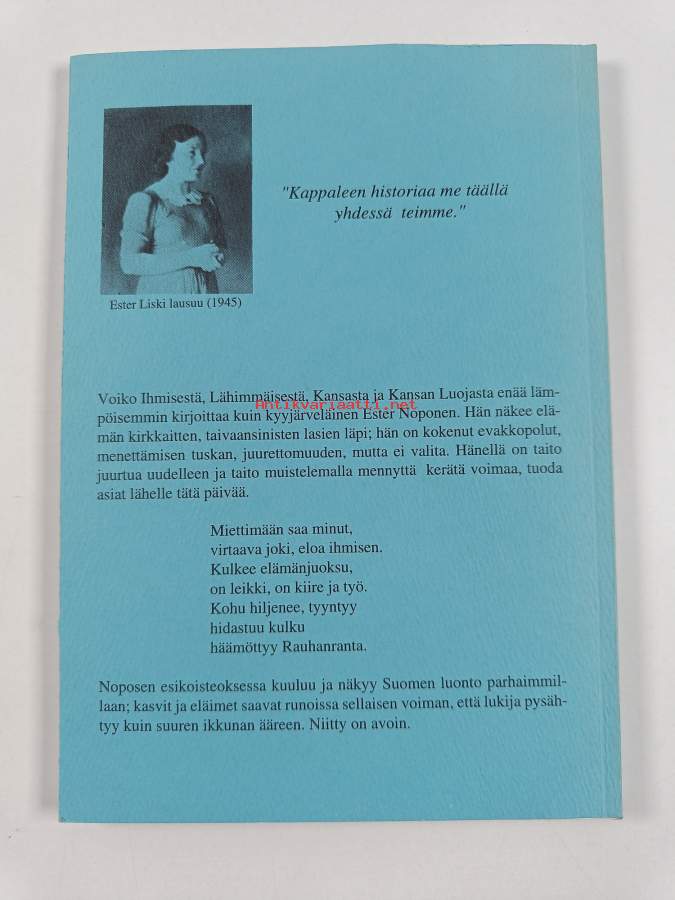 "Kappaleen historiaa me täällä
yhdessä teimme."
Ester Liski lausuu (1945)
Voiko Ihmisestä, Lähimmäisestä, Kansasta ja Kansan Luojasta enää läm-
pöisemmin kirjoittaa kuin kyyjärveläinen Ester Noponen. Hän näkee elä-
Antikvariaatti.net
män kirkkaitten, taivaansinisten lasien läpi; hän on kokenut evakkopolut,
menettämisen tuskan, juurettomuuden, mutta ei valita. Hänellä on taito
juurtua uudelleen ja taito muistelemalla mennyttä kerätä voimaa, tuoda
asiat lähelle tätä päivää.
Miettimään saa minut,
virtaava joki, eloa ihmisen.
Kulkee elämänjuoksu,
on leikki, on kiire ja työ.
Kohu hiljenee, tyyntyy
hidastuu kulku
häämöttyy Rauhanranta.
Noposen esikoisteoksessa kuuluu ja näkyy Suomen luonto parhaimmil-
laan; kasvit ja eläimet saavat runoissa sellaisen voiman, että lukija pysäh-
tyy kuin suuren ikkunan ääreen. Niitty on avoin.